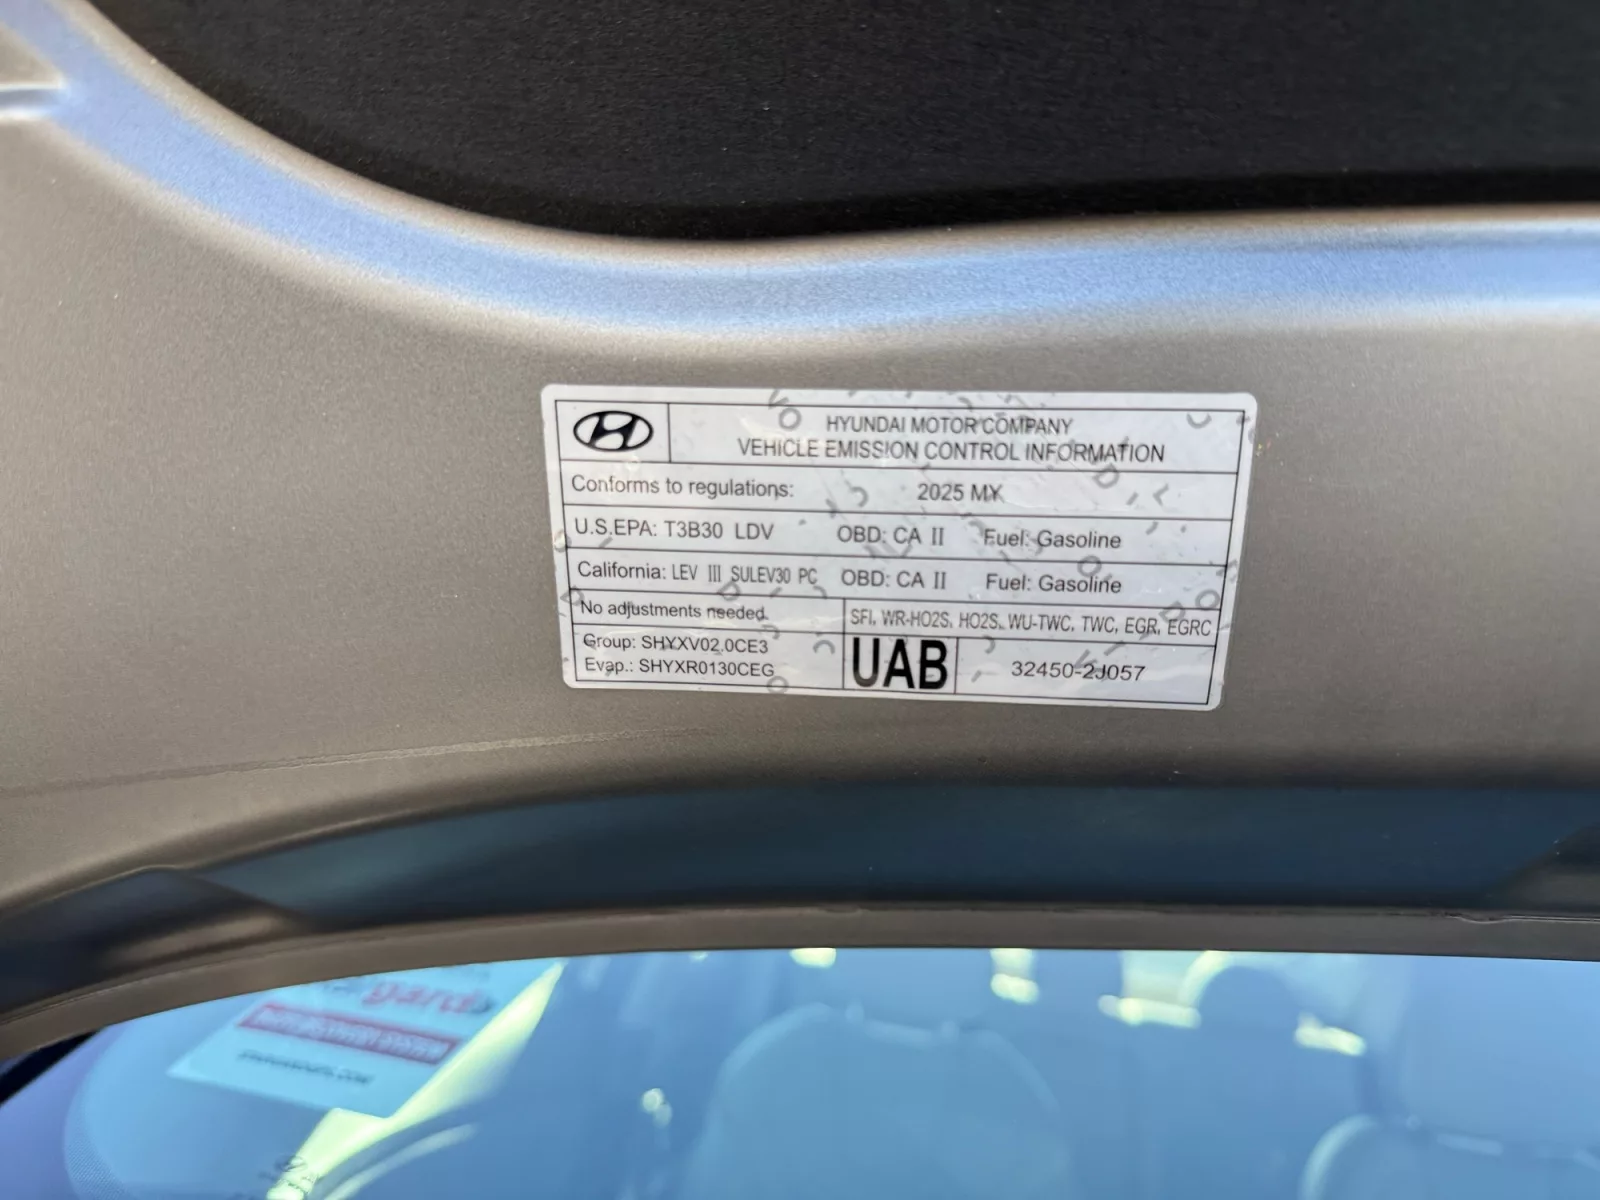 HYUNDAI MOTOR COMPANY
VEHICLE EMISSION CONTROL INFORMATION
Conforms to regulations: 2025 MY
U.S.EPA: T3B30 LDV OBD: CA II Fuel: Gasoline
California: LEV III SULEV30 PC OBD: CA II Fuel: Gasoline
No adjustments needed. SFI, WR-HO2S, HO2S, WU-TWC, TWC, EGR, EGRC
Group: SHYXV02.0CE3
Evap.: SHYXR0130CEG
UAB 32450-2J057